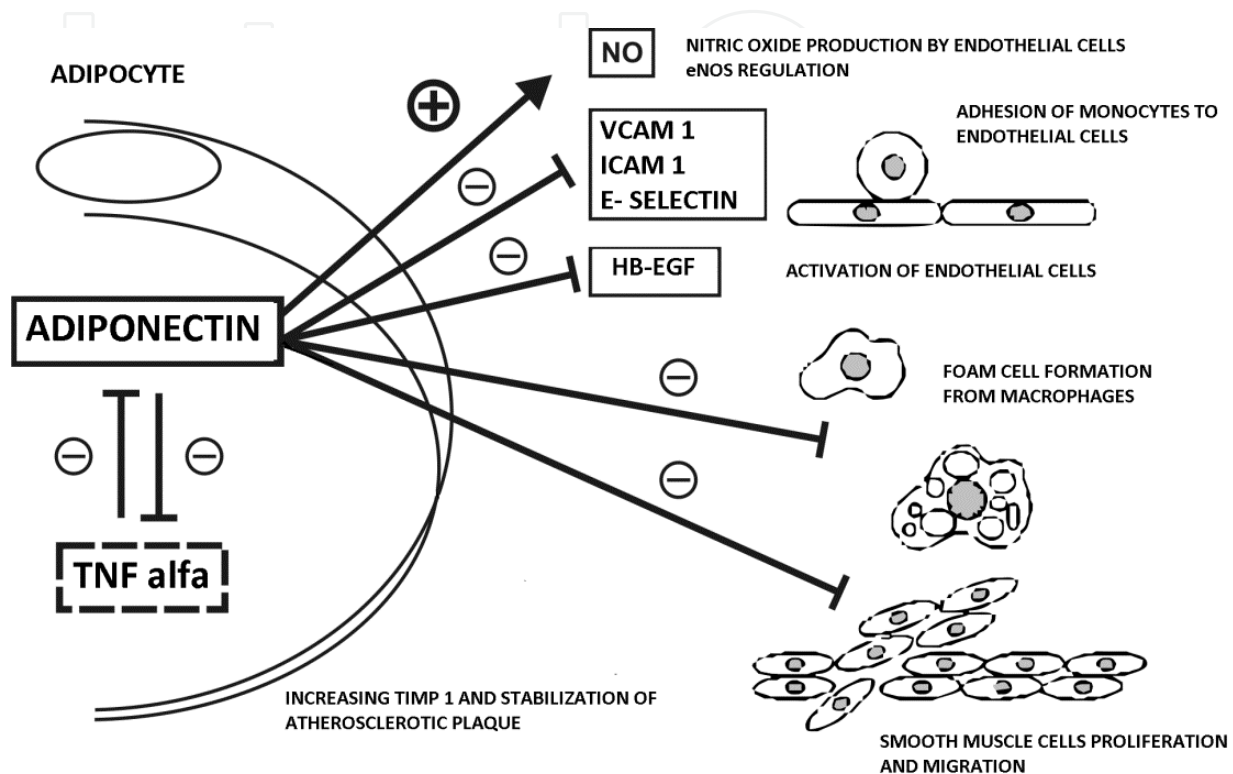 ADIPOCYTE
NO
NITRIC OXIDE PRODUCTION BY ENDOTHELIAL CELLS
eNOS REGULATION
+
VCAM 1
ICAM 1
E- SELECTIN
ADHESION OF MONOCYTES TO
ENDOTHELIAL CELLS
−
−
HB-EGF
ACTIVATION OF ENDOTHELIAL CELLS
ADIPONECTIN
−
FOAM CELL FORMATION
FROM MACROPHAGES
−
−
−
TNF alfa
INCREASING TIMP 1 AND STABILIZATION OF
ATHEROSCLEROTIC PLAQUE
SMOOTH MUSCLE CELLS PROLIFERATION
AND MIGRATION